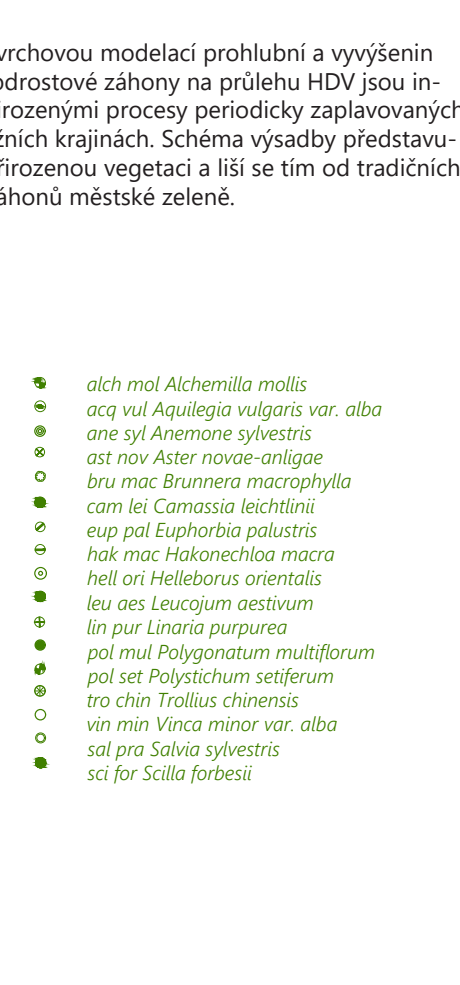 vrchovou modelací prohlubní a vyvýšenin
odrostové záhony na průlehu HDV jsou in-
irozenými procesy periodicky zaplavovaných
žních krajinách. Schéma výsadby představu-
řirozenou vegetaci a liší se tím od tradičních
áhonů městské zeleně.
alch mol Alchemilla mollis
acq vul Aquilegia vulgaris var. alba
ane syl Anemone sylvestris
ast nov Aster novae-anligae
bru mac Brunnera macrophylla
cam lei Camassia leichtlinii
eup pal Euphorbia palustris
hak mac Hakonechloa macra
hell ori Helleborus orientalis
leu aes Leucojum aestivum
lin pur Linaria purpurea
pol mul Polygonatum multiflorum
pol set Polystichum setiferum
tro chin Trollius chinensis
vin min Vinca minor var. alba
sal pra Salvia sylvestris
sci for Scilla forbesii